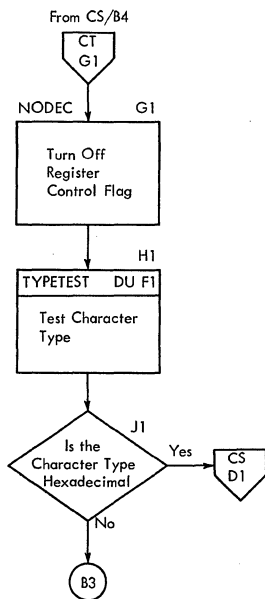 From CS/B4
CT
G1
NODEC G1
Turn Off
Register
Control Flag
H1
TYPETEST DU F1
Test Character
Type
J1
Is the
Character Type
Hexadecimal
Yes
CS
D1
No
B3